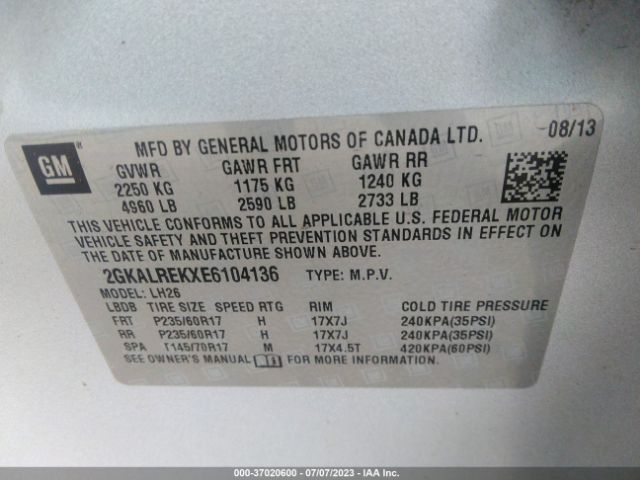 GM ®
MFD BY GENERAL MOTORS OF CANADA LTD. 08/13
GVWR GAWR FRT GAWR RR
2250 KG 1175 KG 1240 KG
4960 LB 2590 LB 2733 LB
THIS VEHICLE CONFORMS TO ALL APPLICABLE U.S. FEDERAL MOTOR
VEHICLE SAFETY AND THEFT PREVENTION STANDARDS IN EFFECT ON
THE DATE OF MANUFACTURE SHOWN ABOVE.
2GKALREKXE6104136 TYPE: M.P.V.
MODEL: LH26
LBDB TIRE SIZE SPEED RTG RIM COLD TIRE PRESSURE
FRT P235/60R17 H 17X7J 240KPA(35PSI)
RR P235/60R17 H 17X7J 240KPA(35PSI)
SPA T145/70R17 M 17X4.5T 420KPA(60PSI)
SEE OWNER'S MANUAL FOR MORE INFORMATION.
000-37020600 - 07/07/2023 - IAA Inc.